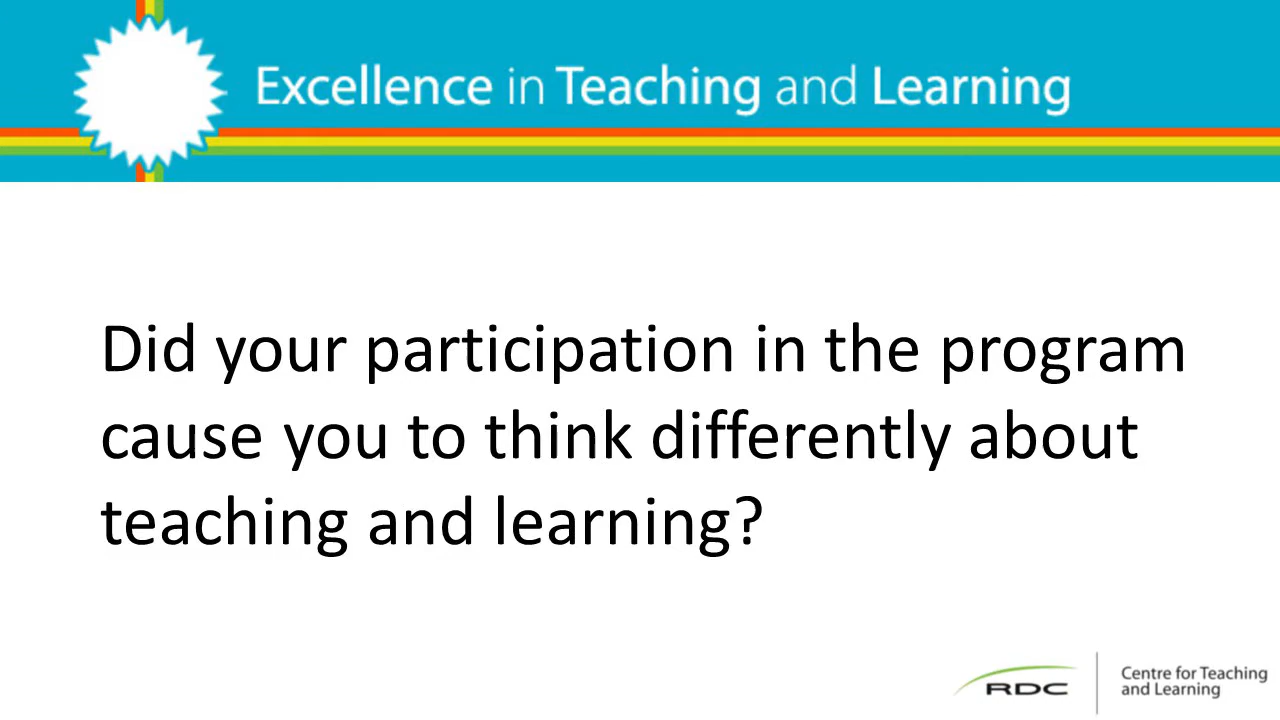 Excellence in Teaching and Learning
Did your participation in the program
cause you to think differently about
teaching and learning?
RDC
Centre for Teaching
and Learning